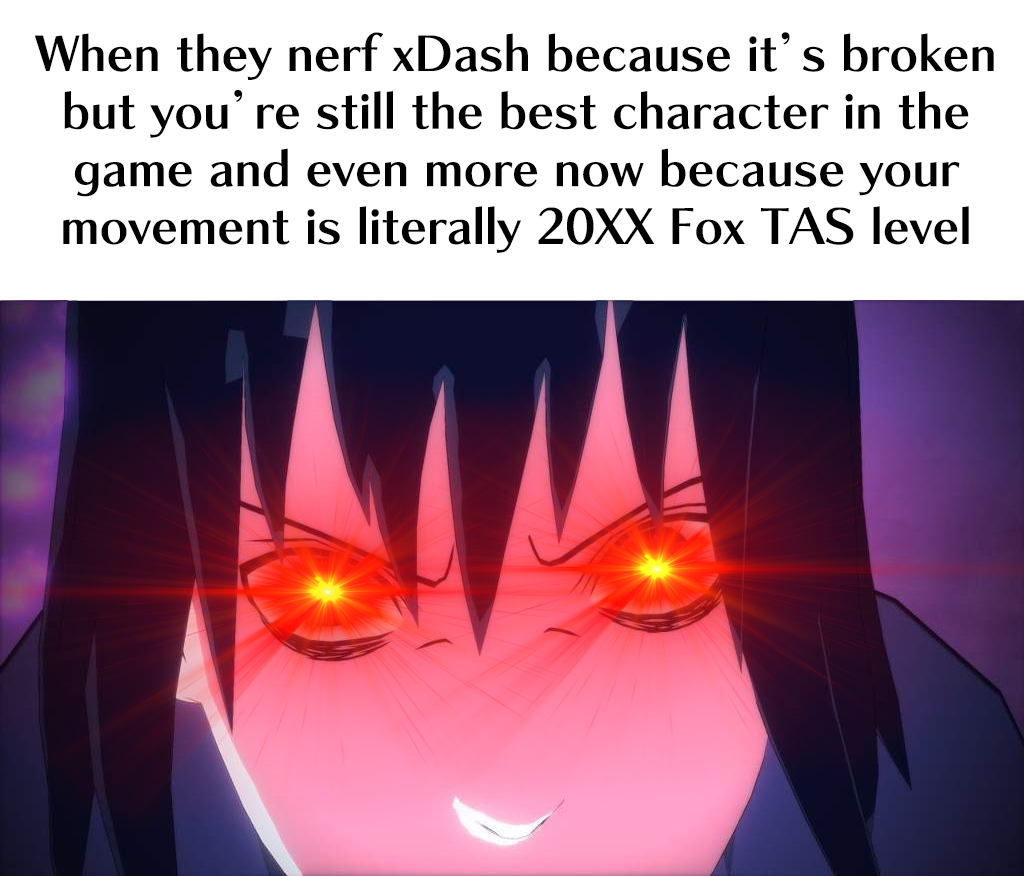 When they nerf xDash because it’s broken
but you’re still the best character in the
game and even more now because your
movement is literally 20XX Fox TAS level